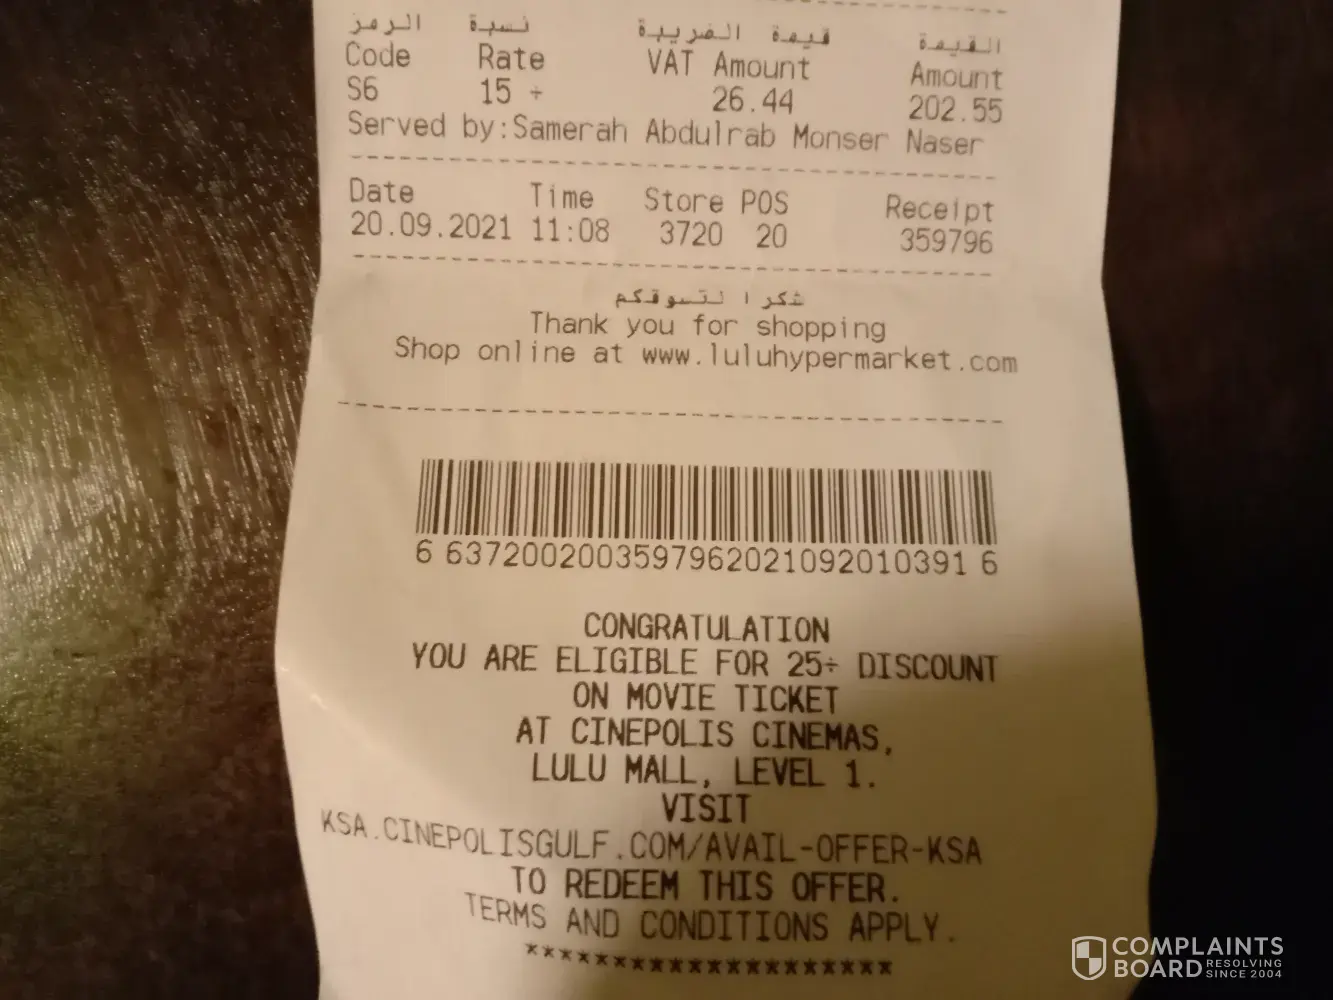 الرمز نسبة قيمة الضريبة القيمة
Code Rate VAT Amount Amount
S6 15 ÷ 26.44 202.55
Served by:Samerah Abdulrab Monser Naser
Date Time Store POS Receipt
20.09.2021 11:08 3720 20 359796
شكرا لتسوقكم
Thank you for shopping
Shop online at www.luluhypermarket.com
6 6372002003597962021092010391 6
CONGRATULATION
YOU ARE ELIGIBLE FOR 25÷ DISCOUNT
ON MOVIE TICKET
AT CINEPOLIS CINEMAS,
LULU MALL, LEVEL 1.
VISIT
KSA.CINEPOLISGULF.COM/AVAIL-OFFER-KSA
TO REDEEM THIS OFFER.
TERMS AND CONDITIONS APPLY.
*********************
COMPLAINTS
BOARD RESOLVING
SINCE 2004